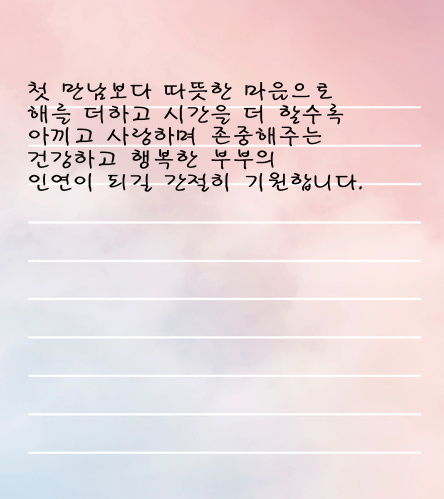 첫 만남보다 따뜻한 마음으로
해를 더하고 시간을 더 할수록
아끼고 사랑하며 존중해주는
건강하고 행복한 부부의
인연이 되길 간절히 기원합니다.